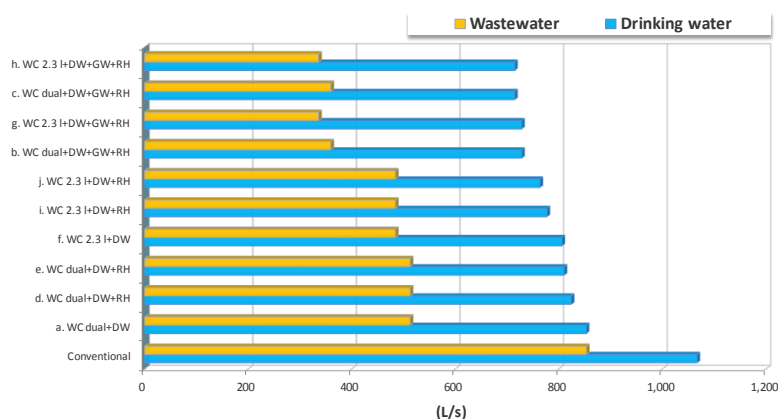 Wastewater Drinking water
h. WC 2.3 l+DW+GW+RH
c. WC dual+DW+GW+RH
g. WC 2.3 l+DW+GW+RH
b. WC dual+DW+GW+RH
j. WC 2.3 l+DW+RH
i. WC 2.3 l+DW+RH
f. WC 2.3 l+DW
e. WC dual+DW+RH
d. WC dual+DW+RH
a. WC dual+DW
Conventional
0 200 400 600 800 1,000 1,200
(L/s)